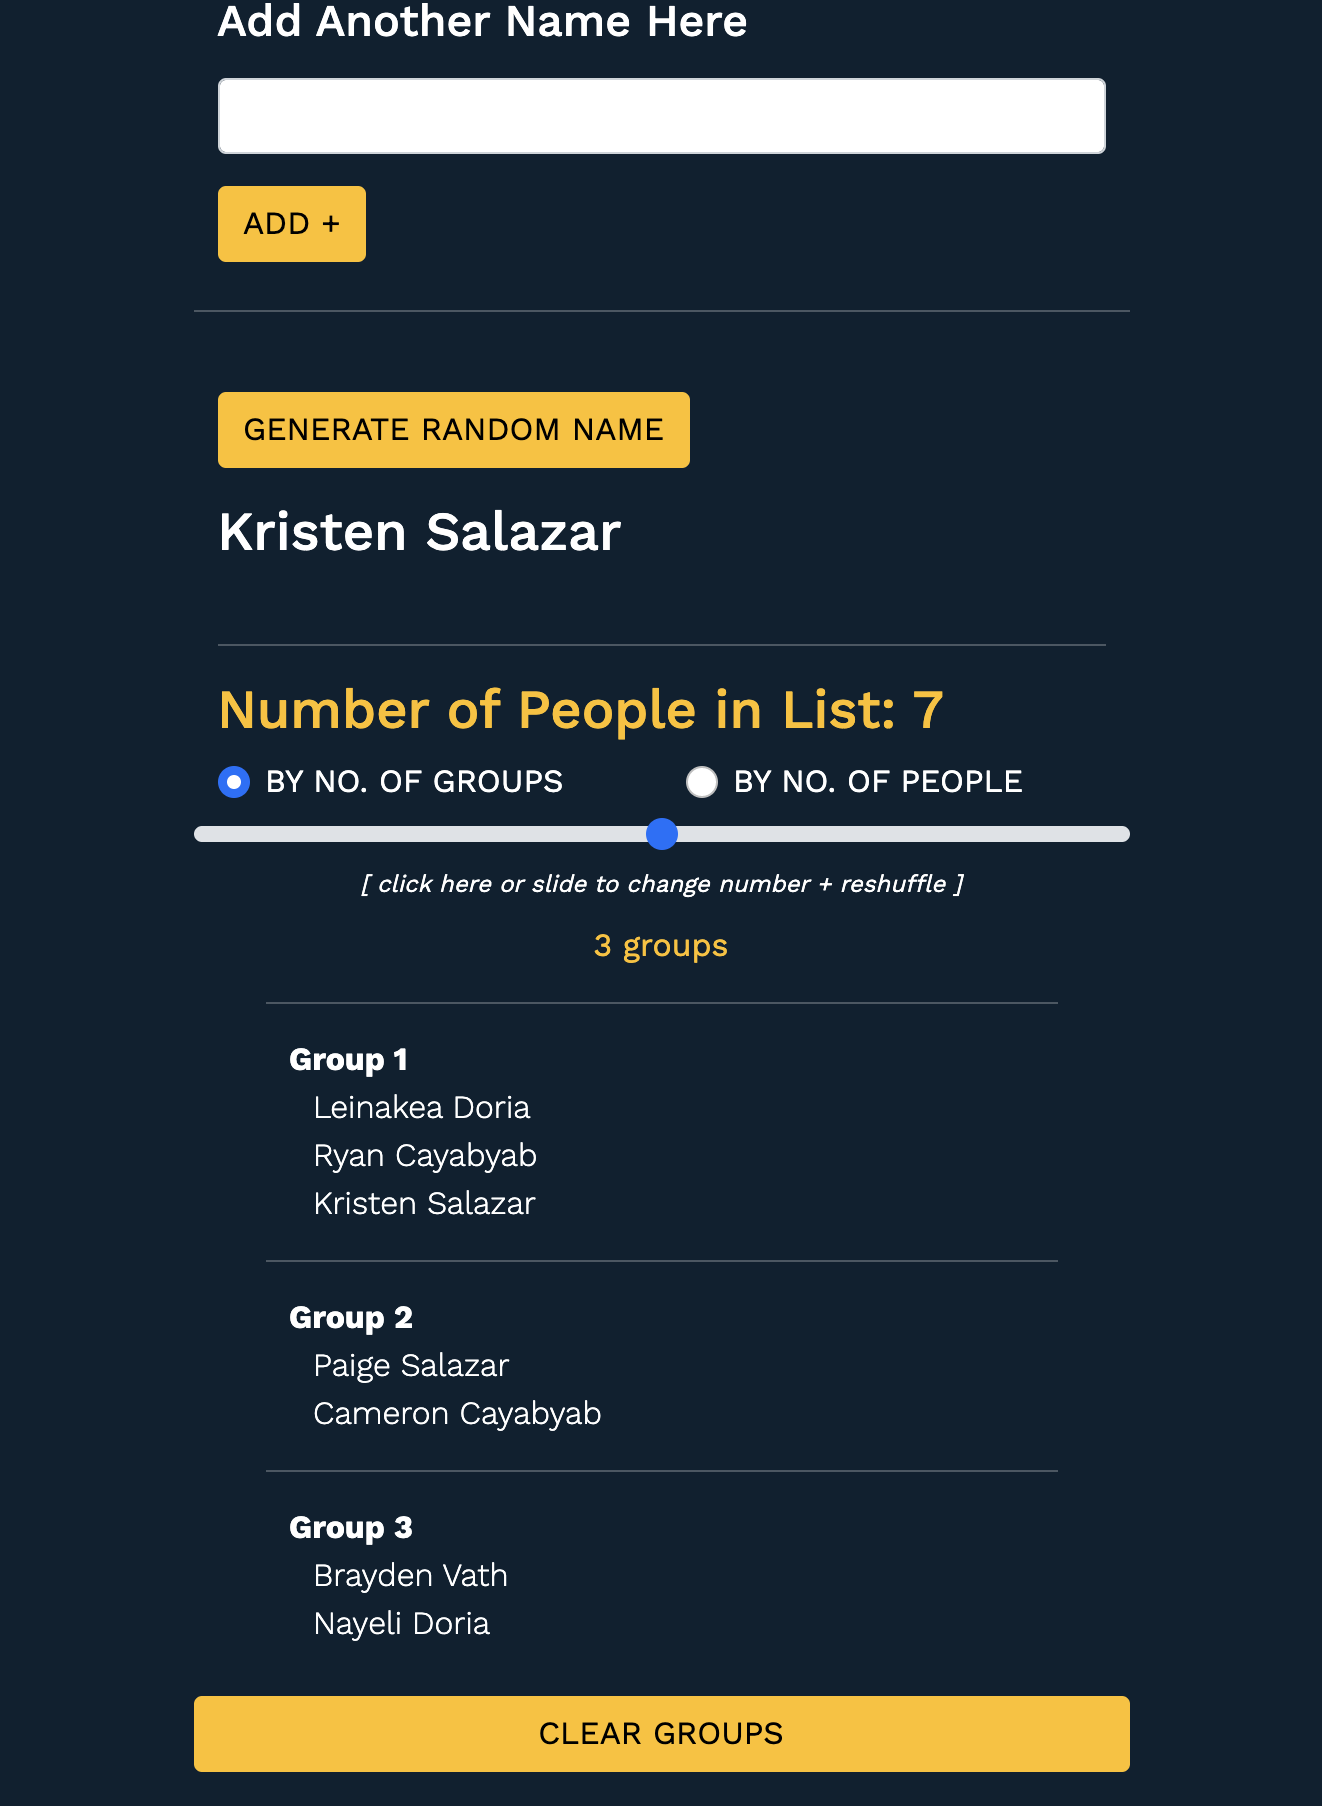 Add Another Name Here
ADD +
GENERATE RANDOM NAME
Kristen Salazar
Number of People in List: 7
BY NO. OF GROUPS
BY NO. OF PEOPLE
[ click here or slide to change number + reshuffle ]
3 groups
Group 1
Leinakea Doria
Ryan Cayabyab
Kristen Salazar
Group 2
Paige Salazar
Cameron Cayabyab
Group 3
Brayden Vath
Nayeli Doria
CLEAR GROUPS